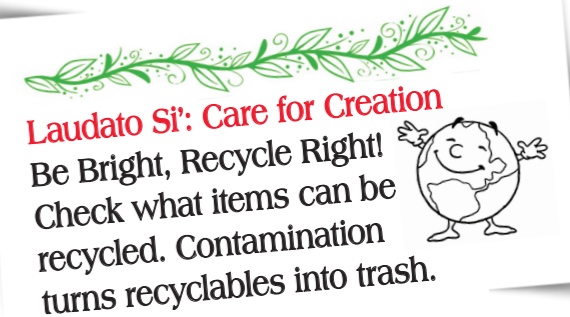 Laudato Si’: Care for Creation
Be Bright, Recycle Right!
Check what items can be
recycled. Contamination
turns recyclables into trash.